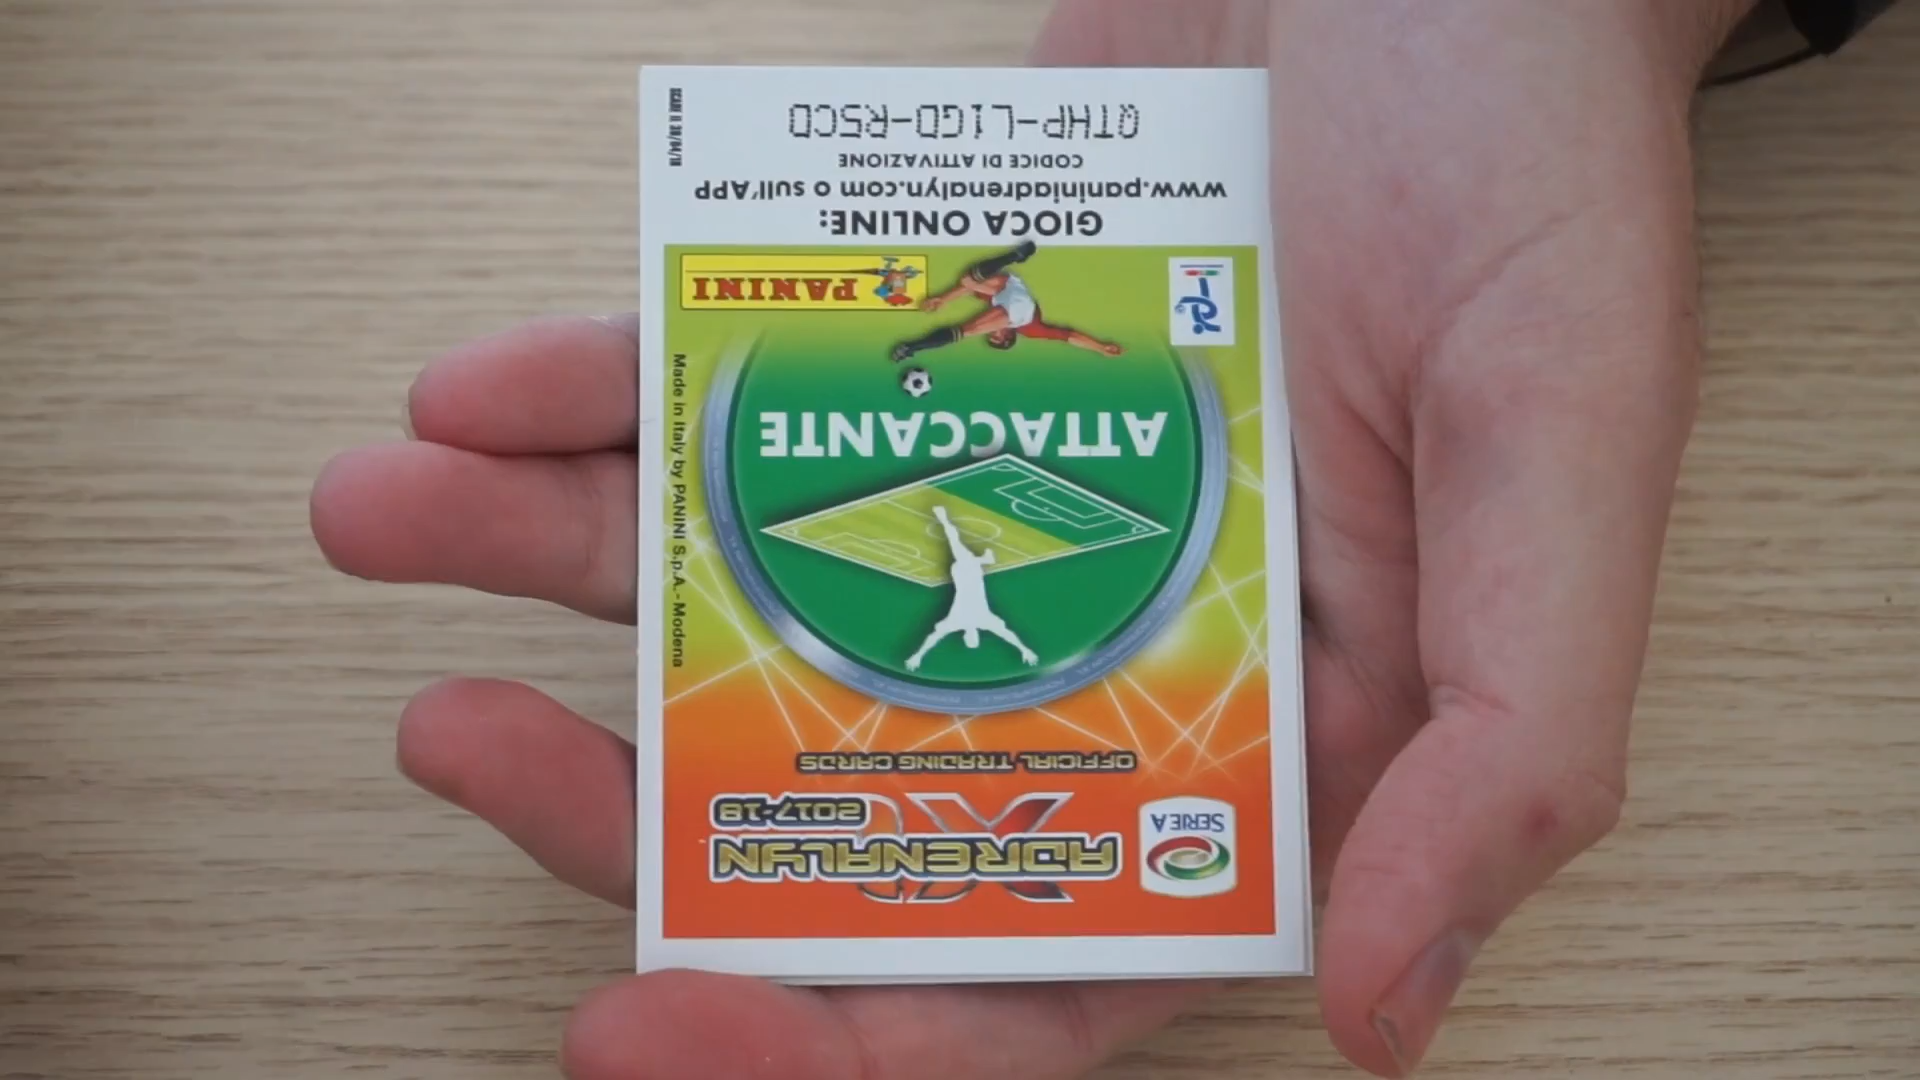 SERIE A
ADRENALYN XL
2017-18
OFFICIAL TRADING CARDS
ATTACCANTE
PANINI
Made in Italy by PANINI S.p.A. - Modena
GIOCA ONLINE:
www.paniniadrenalyn.com o sull'APP
CODICE DI ATTIVAZIONE
QTHP-L1GD-R5CD